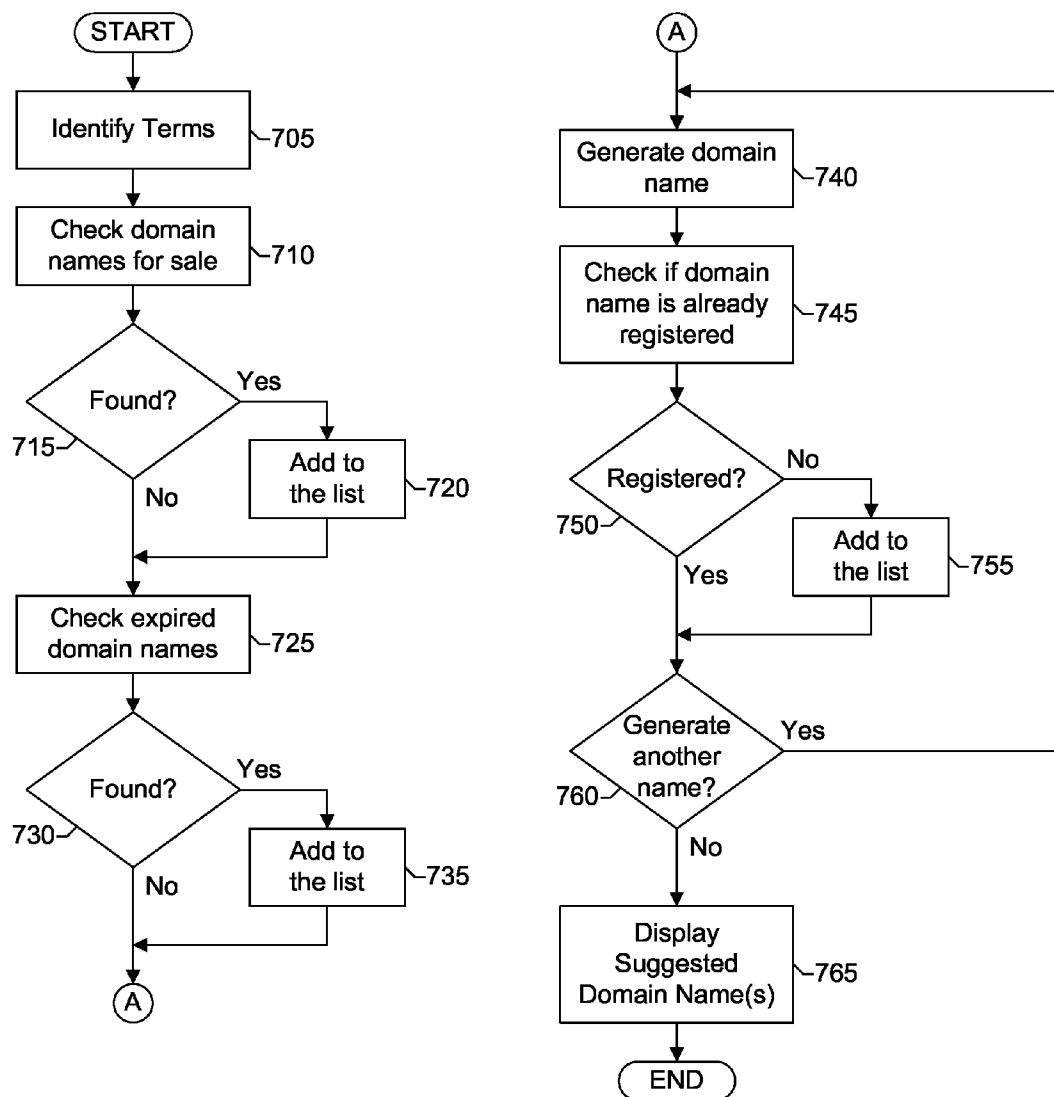 START
Identify Terms
705
Check domain
names for sale
710
Found?
715
Yes
No
Add to
the list
720
Check expired
domain names
725
Found?
730
Yes
No
Add to
the list
735
A
A
Generate domain
name
740
Check if domain
name is already
registered
745
Registered?
750
No
Yes
Add to
the list
755
Generate
another
name?
760
Yes
No
Display
Suggested
Domain Name(s)
765
END